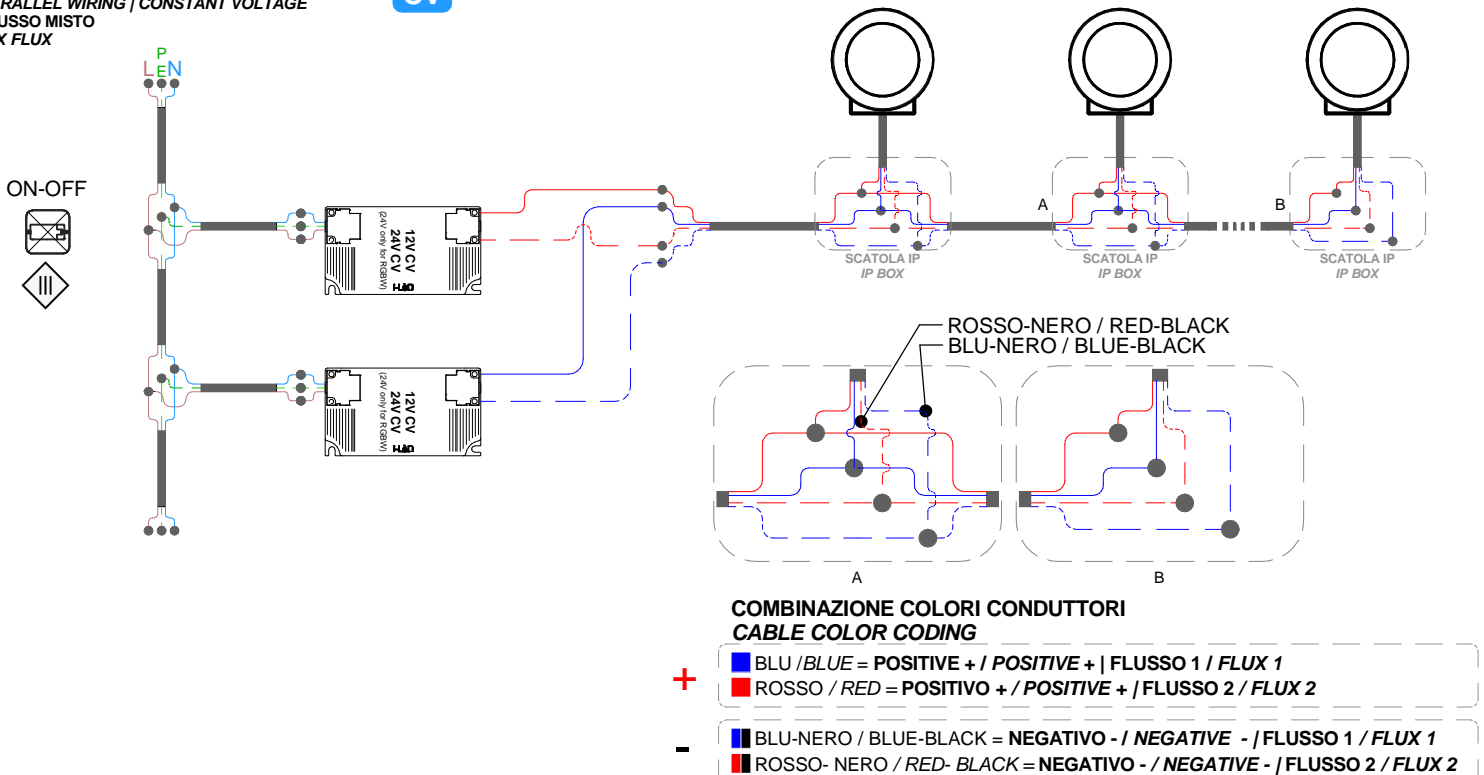 RALLEL WIRING | CONSTANT VOLTAGE
USSO MISTO
X FLUX
CV
L PE N
ON-OFF
12V CV
24V CV
(24V only for RGBW)
12V CV
24V CV
(24V only for RGBW)
A
B
SCATOLA IP
IP BOX
SCATOLA IP
IP BOX
SCATOLA IP
IP BOX
ROSSO-NERO / RED-BLACK
BLU-NERO / BLUE-BLACK
A
B
COMBINAZIONE COLORI CONDUTTORI
CABLE COLOR CODING
+
BLU /BLUE = POSITIVE + / POSITIVE + | FLUSSO 1 / FLUX 1
ROSSO / RED = POSITIVO + / POSITIVE + / FLUSSO 2 / FLUX 2
-
BLU-NERO / BLUE-BLACK = NEGATIVO - / NEGATIVE - / FLUSSO 1 / FLUX 1
ROSSO- NERO / RED- BLACK = NEGATIVO - / NEGATIVE - | FLUSSO 2 / FLUX 2